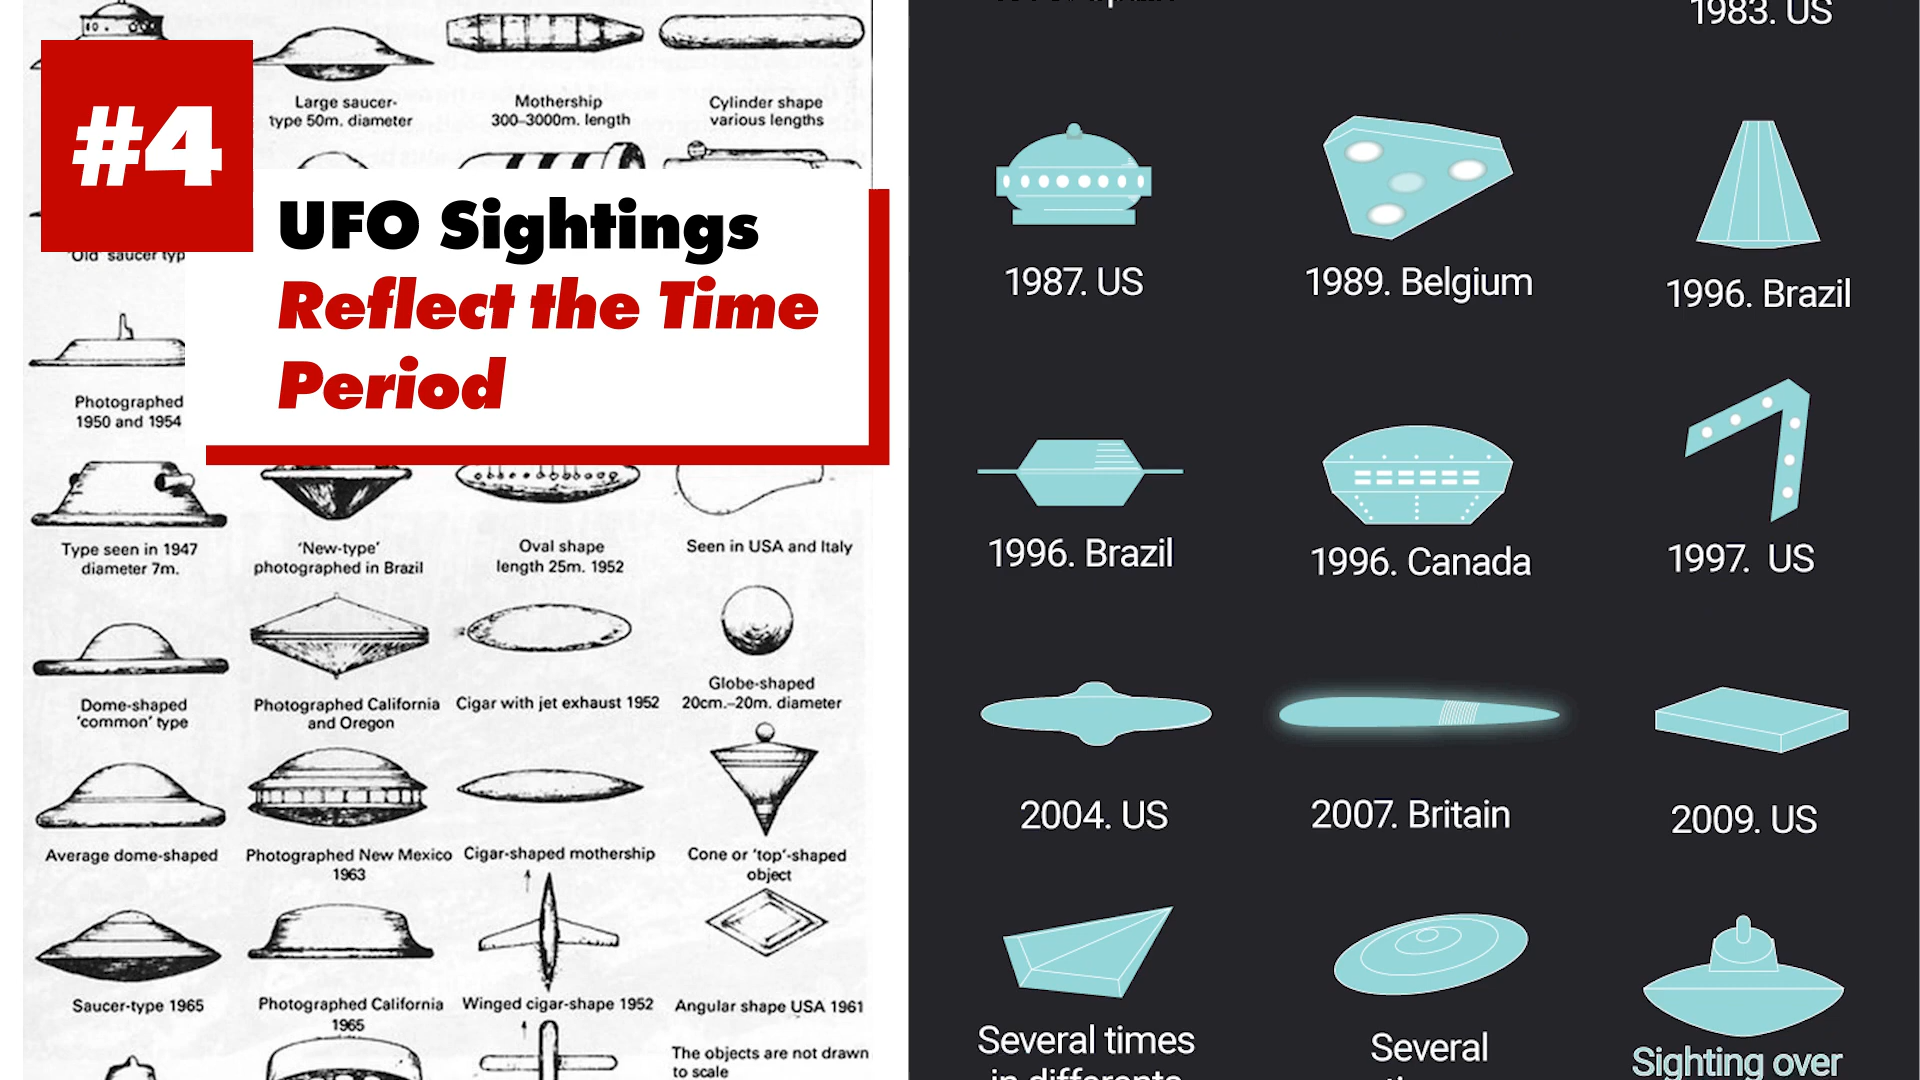 #4
UFO Sightings
Reflect the Time
Period
Large saucer-
type 50m. diameter
Mothership
300–3000m. length
Cylinder shape
various lengths
'Old' saucer typ
Photographed
1950 and 1954
Type seen in 1947
diameter 7m.
'New-type'
photographed in Brazil
Oval shape
length 25m. 1952
Seen in USA and Italy
Dome-shaped
'common' type
Photographed California
and Oregon
Cigar with jet exhaust 1952
Globe-shaped
20cm.–20m. diameter
Average dome-shaped
Photographed New Mexico
1963
Cigar-shaped mothership
Cone or 'top'-shaped
object
Saucer-type 1965
Photographed California
1965
Winged cigar-shape 1952
Angular shape USA 1961
The objects are not drawn
to scale
1983. US
1987. US
1989. Belgium
1996. Brazil
1996. Brazil
1996. Canada
1997. US
2004. US
2007. Britain
2009. US
Several times
in differents
Several
Sighting over